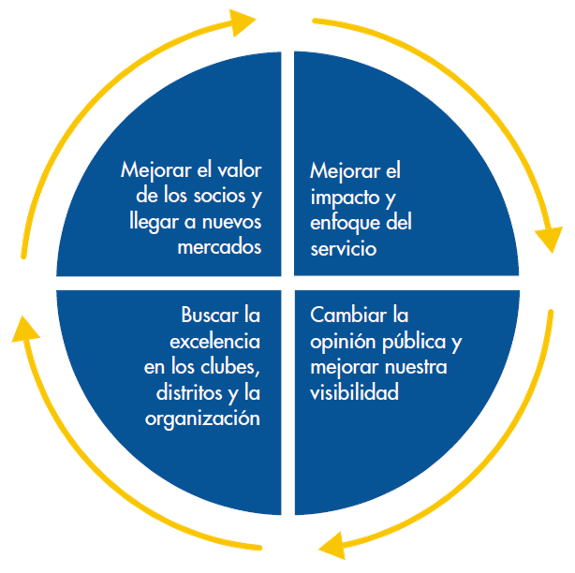 Mejorar el valor
de los socios y
llegar a nuevos
mercados
Mejorar el
impacto y
enfoque del
servicio
Buscar la
excelencia
en los clubes,
distritos y la
organización
Cambiar la
opinión pública y
mejorar nuestra
visibilidad